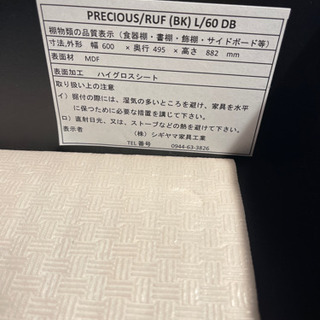 PRECIOUS/RUF (BK) L/60 DB
棚物類の品質表示（食器棚・書棚・飾棚・サイドボード等）
寸法,外形 幅 600 × 奥行 495 × 高さ 882 mm
表面材 MDF
表面加工 ハイグロスシート
取り扱い上の注意
イ）据付の際には、湿気の多いところを避け、家具を水平
に保つために必要な措置を講じて下さい。
ロ）直射日光、又は、ストーブなどの熱を避けて下さい。
表示者 （株）シギヤマ家具工業
TEL番号 0944-63-3826